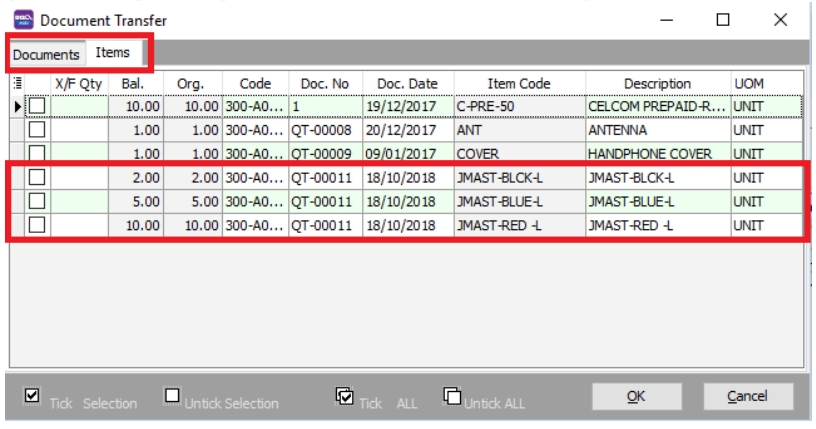 Document Transfer
Documents Items
X/F Qty Bal. Org. Code Doc. No Doc. Date Item Code Description UOM
10.00 10.00 300-A0... 1 19/12/2017 C-PRE-50 CELCOM PREPAID-R... UNIT
1.00 1.00 300-A0... QT-00008 20/12/2017 ANT ANTENNA UNIT
1.00 1.00 300-A0... QT-00009 09/01/2017 COVER HANDPHONE COVER UNIT
2.00 2.00 300-A0... QT-00011 18/10/2018 JMAST-BLCK-L JMAST-BLCK-L UNIT
5.00 5.00 300-A0... QT-00011 18/10/2018 JMAST-BLUE-L JMAST-BLUE-L UNIT
10.00 10.00 300-A0... QT-00011 18/10/2018 JMAST-RED -L JMAST-RED -L UNIT
Tick Selection Untick Selection Tick ALL Untick ALL OK Cancel